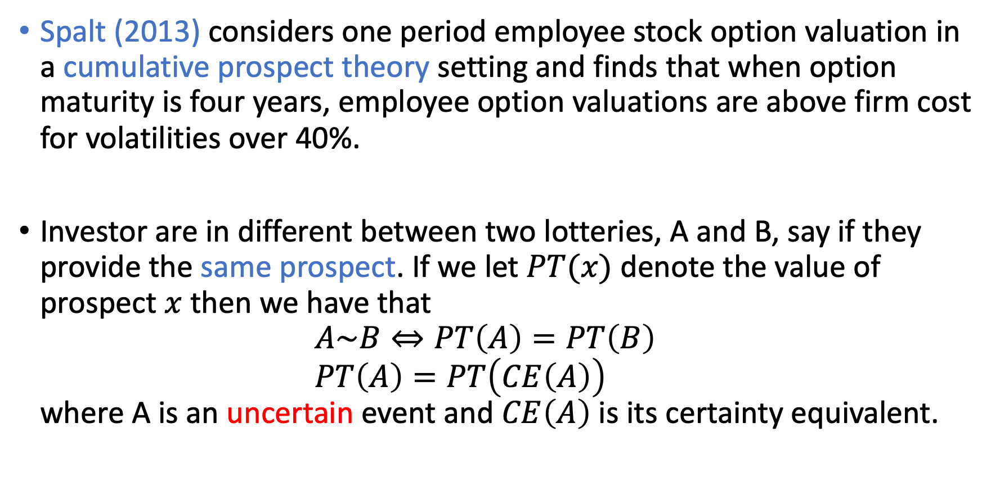 • Spalt (2013) considers one period employee stock option valuation in
a cumulative prospect theory setting and finds that when option
maturity is four years, employee option valuations are above firm cost
for volatilities over 40%.
• Investor are in different between two lotteries, A and B, say if they
provide the same prospect. If we let 𝑃𝑇(𝑥) denote the value of
prospect 𝑥 then we have that
𝐴~𝐵 ⇔ 𝑃𝑇(𝐴) = 𝑃𝑇(𝐵)
𝑃𝑇(𝐴) = 𝑃𝑇(𝐶𝐸(𝐴))
where A is an uncertain event and 𝐶𝐸(𝐴) is its certainty equivalent.